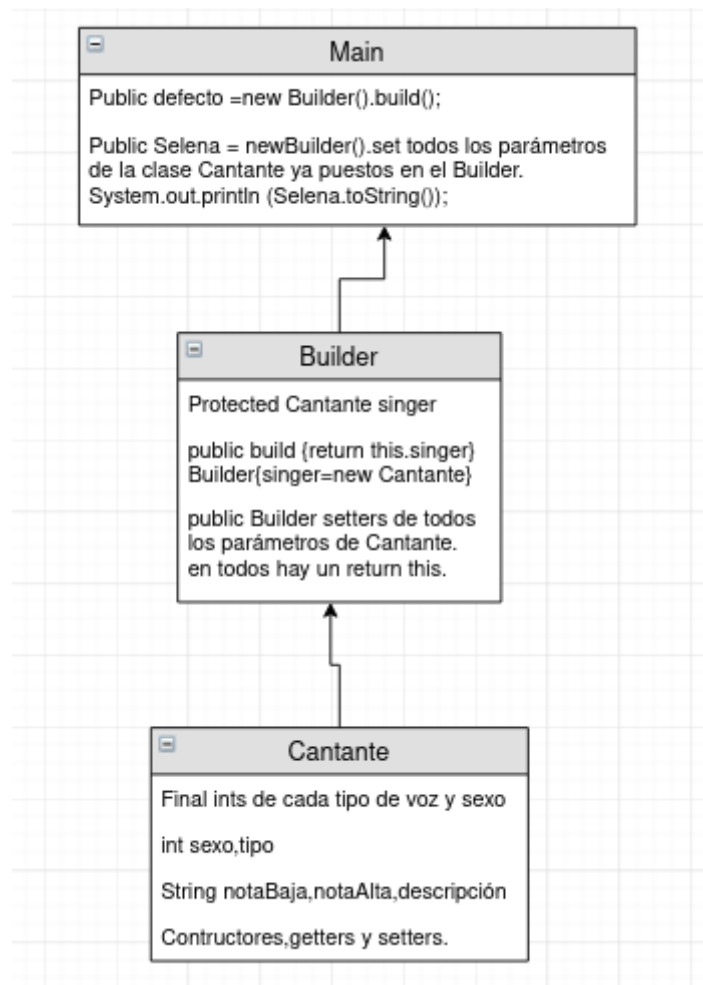 Main
Public defecto =new Builder().build();
Public Selena = newBuilder().set todos los parámetros
de la clase Cantante ya puestos en el Builder.
System.out.println (Selena.toString());
Builder
Protected Cantante singer
public build {return this.singer}
Builder{singer=new Cantante}
public Builder setters de todos
los parámetros de Cantante.
en todos hay un return this.
Cantante
Final ints de cada tipo de voz y sexo
int sexo,tipo
String notaBaja,notaAlta,descripción
Contructores,getters y setters.